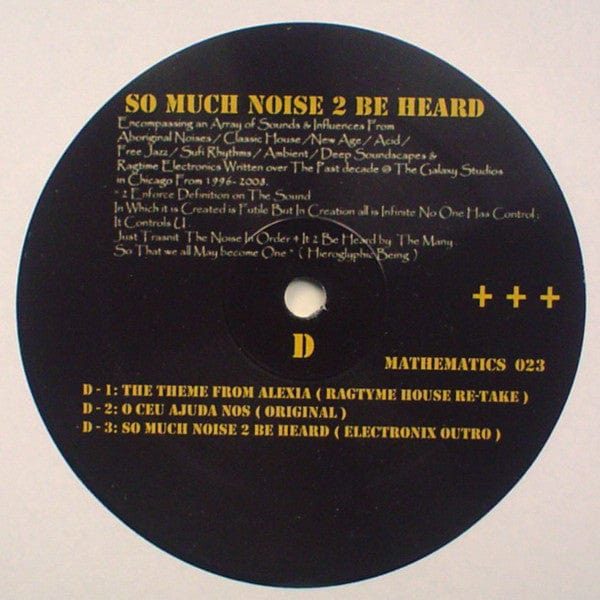 SO MUCH NOISE 2 BE HEARD
Encompassing an Array of Sounds & Influences From
Aboriginal Noises / Classic House / New Age / Acid /
Free Jazz / Sufi Rhythms / Ambient / Deep Soundscapes &
Ragtime Electronics Written over The Past decade @ The Galaxy Studios
in Chicago From 1996-2008.
" 2 Enforce Definition on The Sound
In Which it is Created is Futile But In Creation all is Infinite No One Has Control ;
It Controls U
Just Trasnit The Noise In Order 4 It 2 Be Heard by The Many .
So That we all May become One " ( Hieroglyphic Being )
+ + +
D
MATHEMATICS 023
D - 1: THE THEME FROM ALEXIA ( RAGTYME HOUSE RE-TAKE )
D - 2: O CEU AJUDA NOS ( ORIGINAL )
D - 3: SO MUCH NOISE 2 BE HEARD ( ELECTRONIX OUTRO )